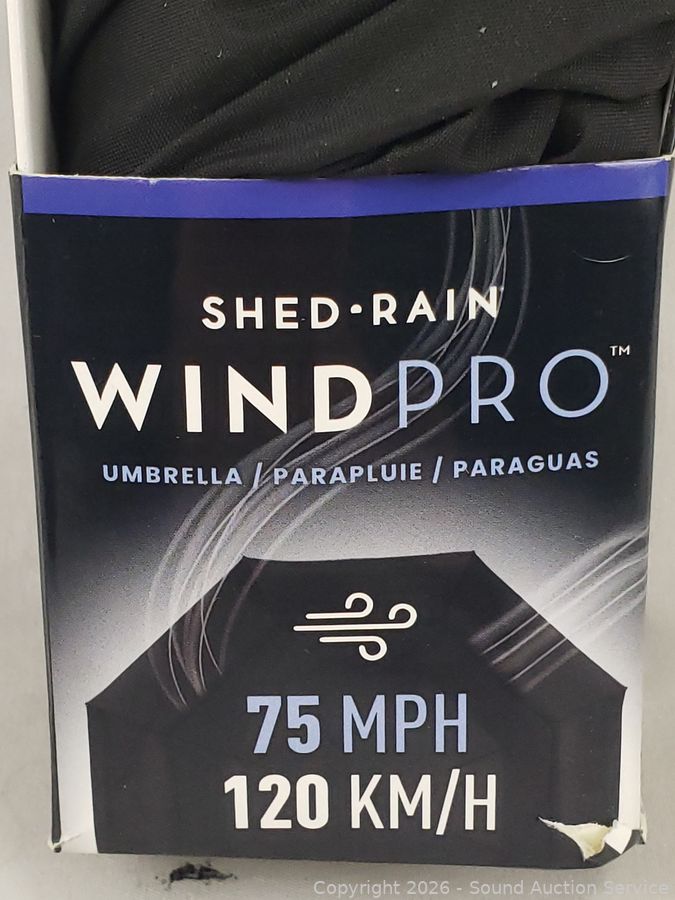 SHED•RAIN
WINDPRO™
UMBRELLA / PARAPLUIE / PARAGUAS
75 MPH
120 KM/H
Copyright 2026 - Sound Auction Service